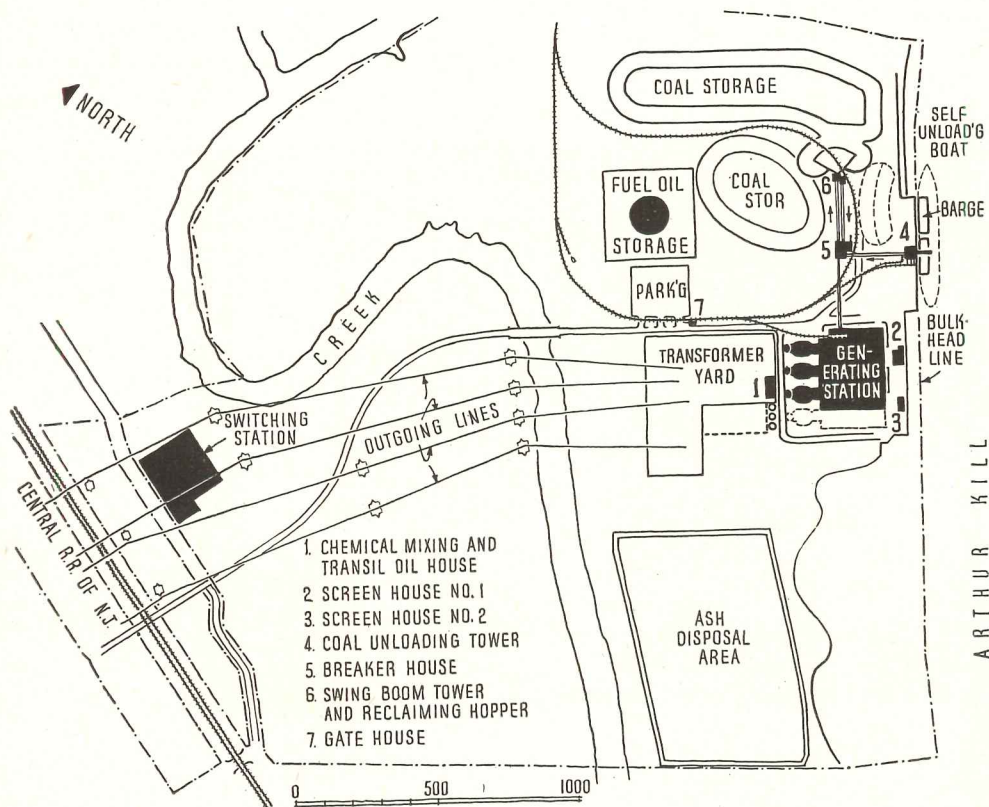 NORTH
COAL STORAGE
SELF
UNLOAD'G
BOAT
FUEL OIL
STORAGE
COAL
STOR
6
BARGE
4
5
PARK'G
7
CREEK
TRANSFORMER
YARD
1
GEN-
ERATING
STATION
2
3
BULK-
HEAD
LINE
SWITCHING
STATION
OUTGOING LINES
CENTRAL R.R. OF N.J.
ARTHUR KILL
1. CHEMICAL MIXING AND
TRANSIL OIL HOUSE
2. SCREEN HOUSE NO.1
3. SCREEN HOUSE NO.2
4. COAL UNLOADING TOWER
5. BREAKER HOUSE
6. SWING BOOM TOWER
AND RECLAIMING HOPPER
7. GATE HOUSE
ASH
DISPOSAL
AREA
0 500 1000